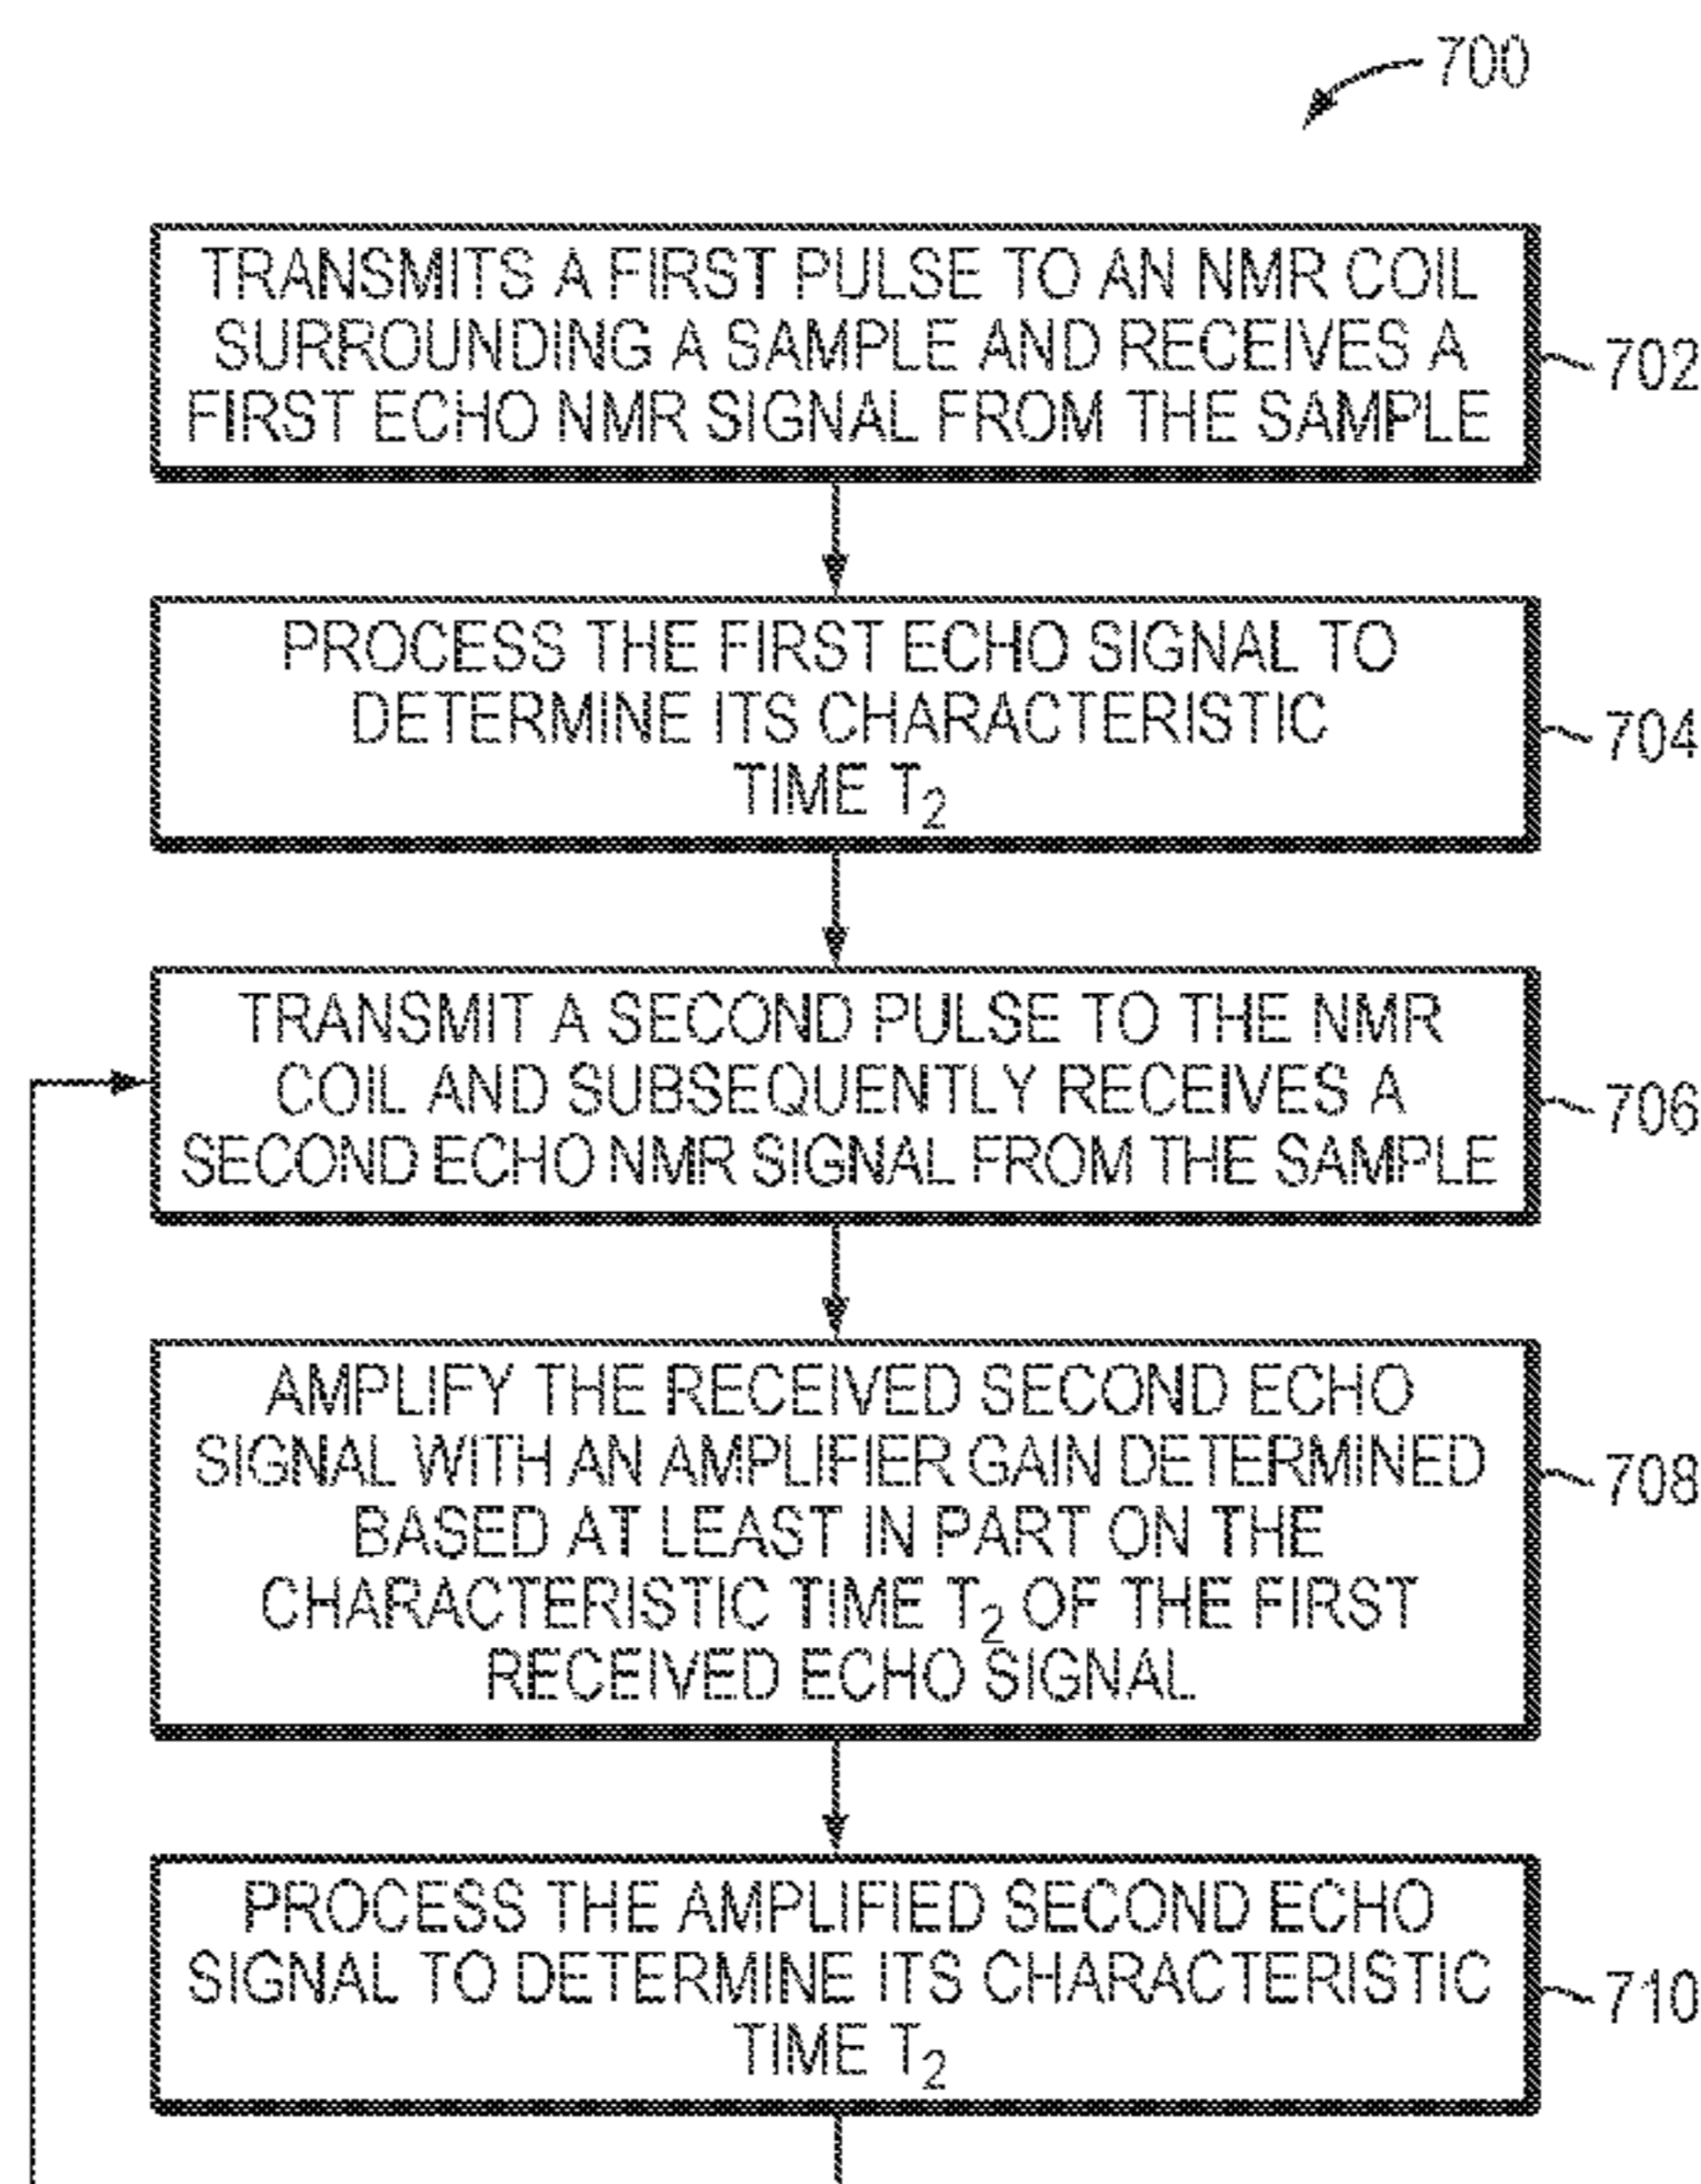 700
TRANSMITS A FIRST PULSE TO AN NMR COIL
SURROUNDING A SAMPLE AND RECEIVES A
FIRST ECHO NMR SIGNAL FROM THE SAMPLE
702
PROCESS THE FIRST ECHO SIGNAL TO
DETERMINE ITS CHARACTERISTIC
TIME T2
704
TRANSMIT A SECOND PULSE TO THE NMR
COIL AND SUBSEQUENTLY RECEIVES A
SECOND ECHO NMR SIGNAL FROM THE SAMPLE
706
AMPLIFY THE RECEIVED SECOND ECHO
SIGNAL WITH AN AMPLIFIER GAIN DETERMINED
BASED AT LEAST IN PART ON THE
CHARACTERISTIC TIME T2 OF THE FIRST
RECEIVED ECHO SIGNAL
708
PROCESS THE AMPLIFIED SECOND ECHO
SIGNAL TO DETERMINE ITS CHARACTERISTIC
TIME T2
710